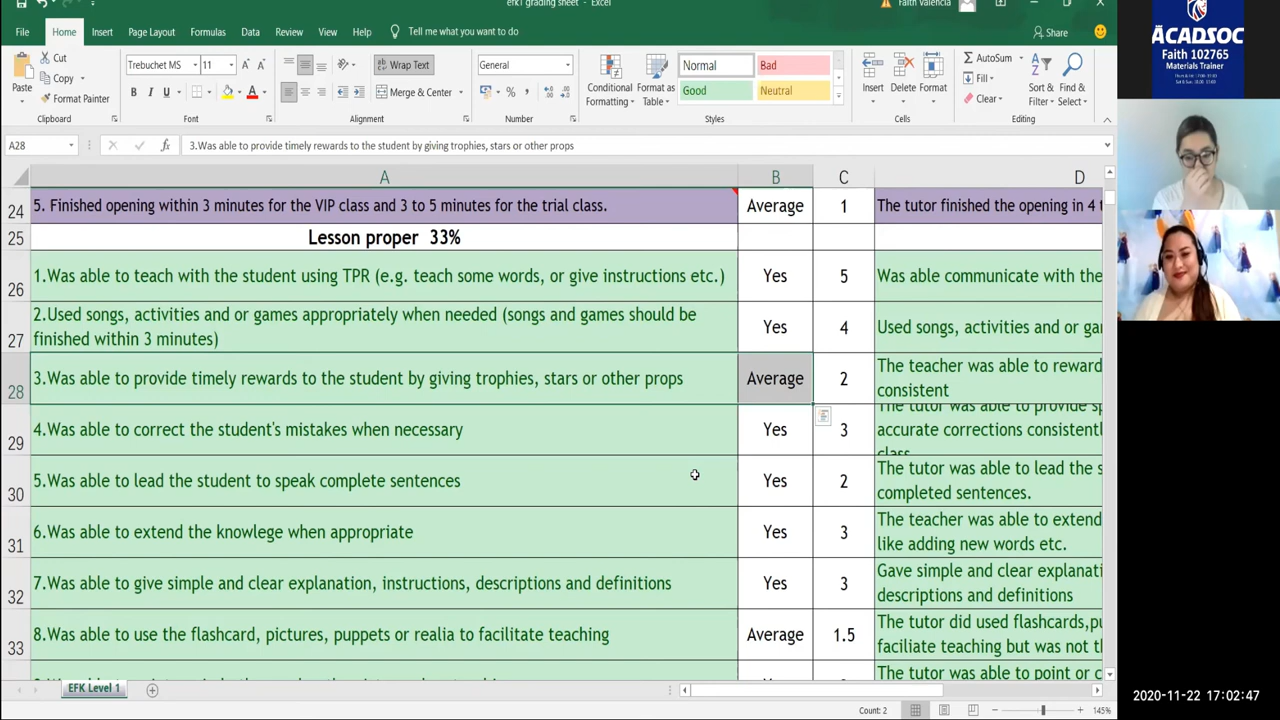 efk1 grading sheet - Excel
Faith Valencia
File
Home
Insert
Page Layout
Formulas
Data
Review
View
Help
Tell me what you want to do
Share
Paste
Cut
Copy
Format Painter
Clipboard
Trebuchet MS
11
B I U
Font
Wrap Text
Merge & Center
Alignment
General
Number
Conditional Formatting
Format as Table
Normal
Bad
Good
Neutral
Styles
Insert
Delete
Format
Cells
AutoSum
Fill
Clear
Sort & Filter
Find & Select
Editing
A28
fx
3.Was able to provide timely rewards to the student by giving trophies, stars or other props
A B C D
24 5. Finished opening within 3 minutes for the VIP class and 3 to 5 minutes for the trial class. Average 1 The tutor finished the opening in 4
25 Lesson proper 33%
26 1.Was able to teach with the student using TPR (e.g. teach some words, or give instructions etc.) Yes 5 Was able communicate with the
27 2.Used songs, activities and or games appropriately when needed (songs and games should be
finished within 3 minutes) Yes 4 Used songs, activities and or
28 3.Was able to provide timely rewards to the student by giving trophies, stars or other props Average 2 The teacher was able to reward
consistent
29 4.Was able to correct the student's mistakes when necessary Yes 3 The tutor was able to provide
accurate corrections
class
30 5.Was able to lead the student to speak complete sentences Yes 2 The tutor was able to lead the
completed sentences.
31 6.Was able to extend the knowlege when appropriate Yes 3 The teacher was able to extend
like adding new words etc.
32 7.Was able to give simple and clear explanation, instructions, descriptions and definitions Yes 3 Gave simple and clear
descriptions and definitions
33 8.Was able to use the flashcard, pictures, puppets or realia to facilitate teaching Average 1.5 The tutor did used
faciliate teaching but was not
The tutor was able to point or
EFK Level 1
Count: 2
145%
ACADSOC
Faith 102765
Materials Trainer
2020-11-22 17:02:47